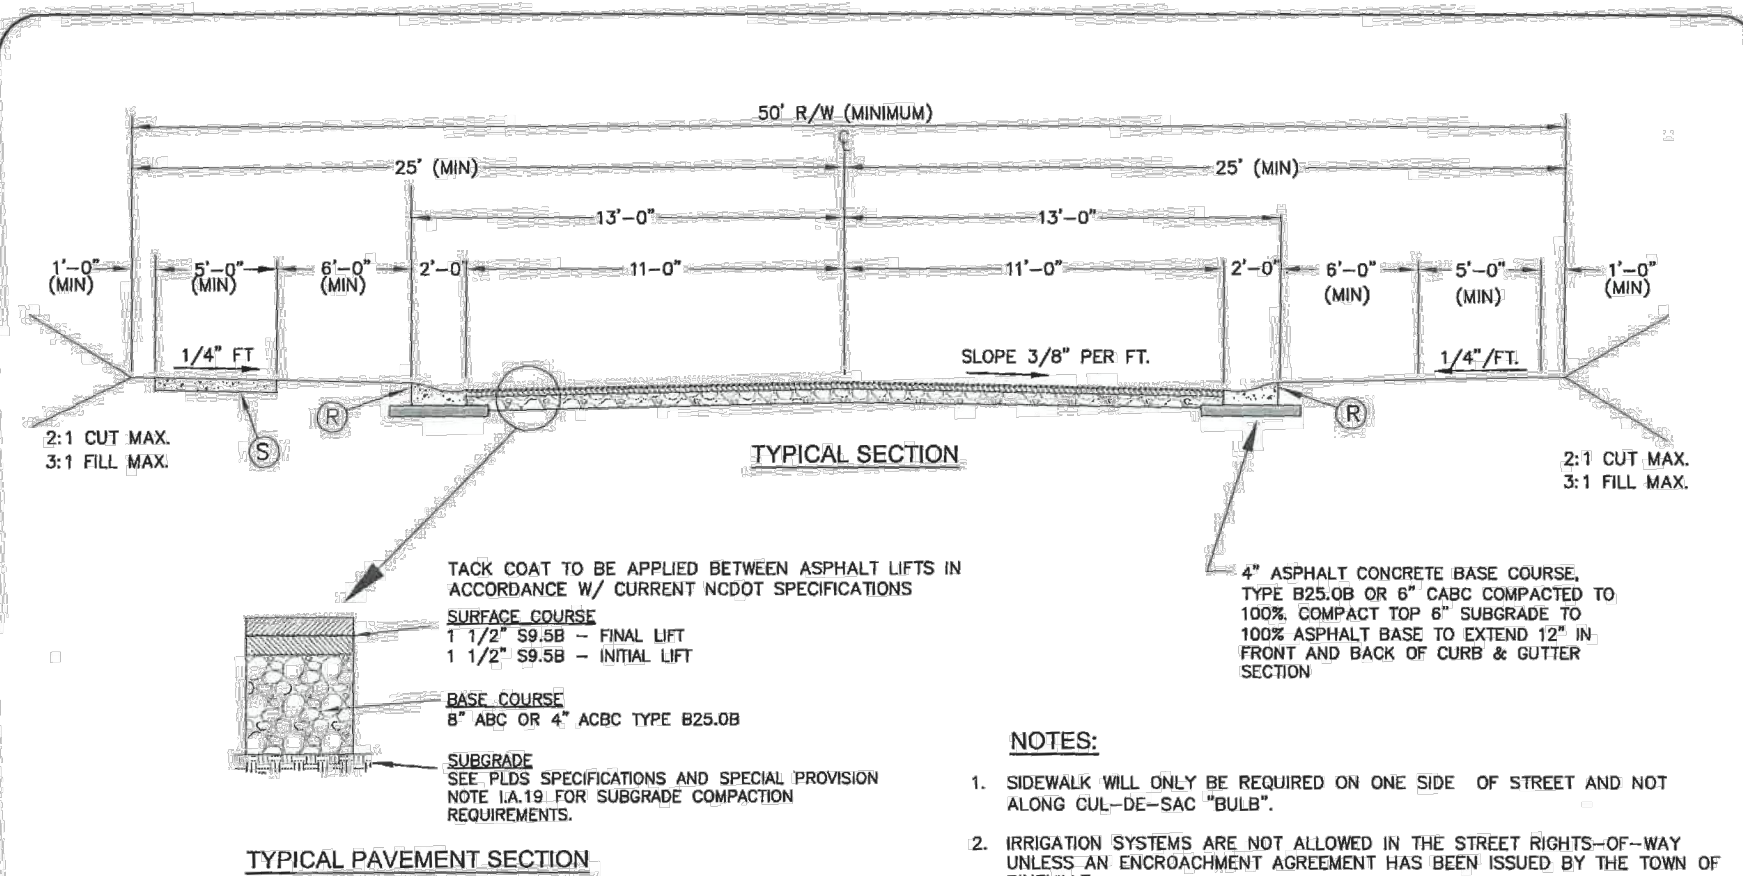 50' R/W (MINIMUM)
25' (MIN)
25' (MIN)
13'-0"
13'-0"
1'-0"
(MIN)
5'-0"
(MIN)
6'-0"
(MIN)
2'-0
11-0"
11'-0"
2'-0"
6'-0"
(MIN)
5'-0"
(MIN)
1'-0"
(MIN)
1/4" FT
SLOPE 3/8" PER FT.
1/4"/FT.
R
R
S
2:1 CUT MAX.
3:1 FILL MAX.
TYPICAL SECTION
2:1 CUT MAX.
3:1 FILL MAX.
TACK COAT TO BE APPLIED BETWEEN ASPHALT LIFTS IN
ACCORDANCE W/ CURRENT NCDOT SPECIFICATIONS
SURFACE COURSE
1 1/2" S9.5B - FINAL LIFT
1 1/2" S9.5B - INITIAL LIFT
BASE COURSE
8" ABC OR 4" ACBC TYPE B25.0B
SUBGRADE
SEE PLDS SPECIFICATIONS AND SPECIAL PROVISION
NOTE I.A.19 FOR SUBGRADE COMPACTION
REQUIREMENTS.
TYPICAL PAVEMENT SECTION
4" ASPHALT CONCRETE BASE COURSE,
TYPE B25.0B OR 6" CABC COMPACTED TO
100%. COMPACT TOP 6" SUBGRADE TO
100% ASPHALT BASE TO EXTEND 12" IN
FRONT AND BACK OF CURB & GUTTER
SECTION
NOTES:
1. SIDEWALK WILL ONLY BE REQUIRED ON ONE SIDE OF STREET AND NOT
ALONG CUL-DE-SAC "BULB".
2. IRRIGATION SYSTEMS ARE NOT ALLOWED IN THE STREET RIGHTS-OF-WAY
UNLESS AN ENCROACHMENT AGREEMENT HAS BEEN ISSUED BY THE TOWN OF